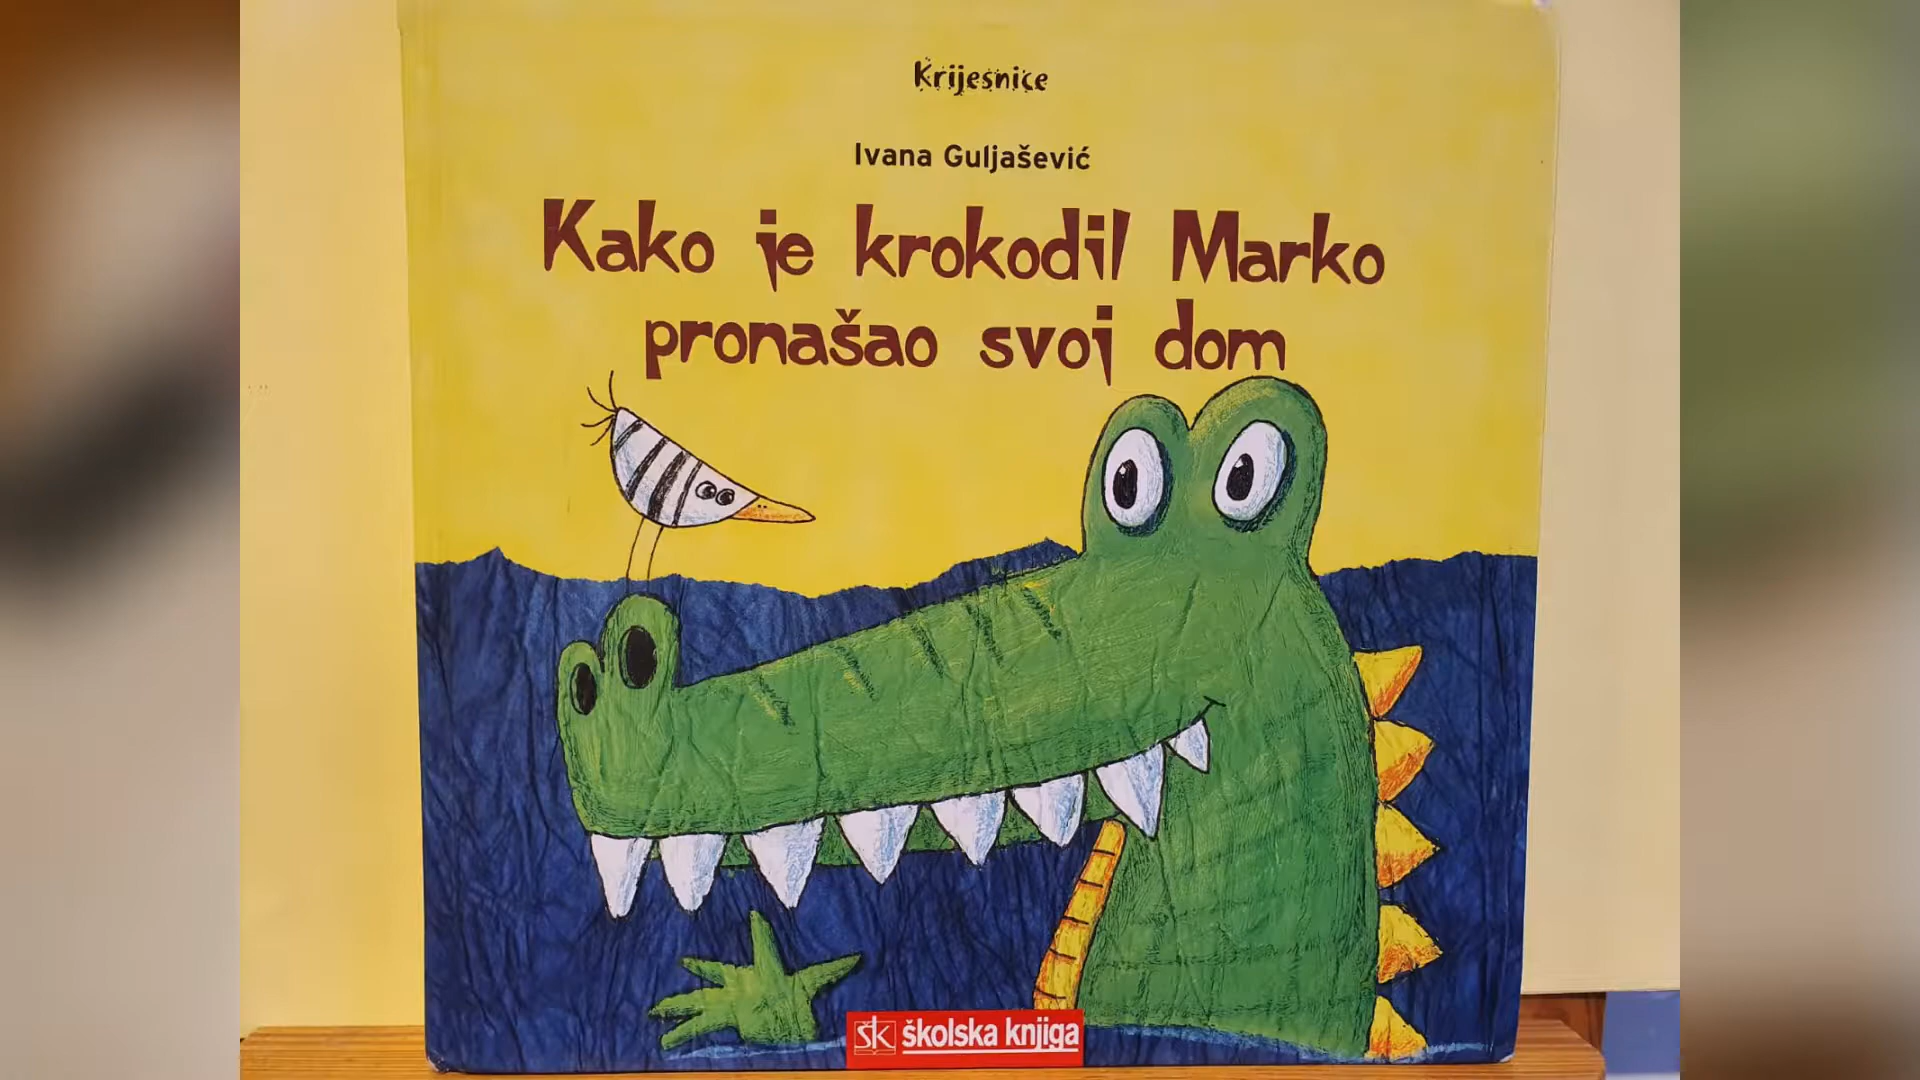 Krijesnice
Ivana Guljašević
Kako je krokodil Marko
pronašao svoj dom
šk školska knjiga